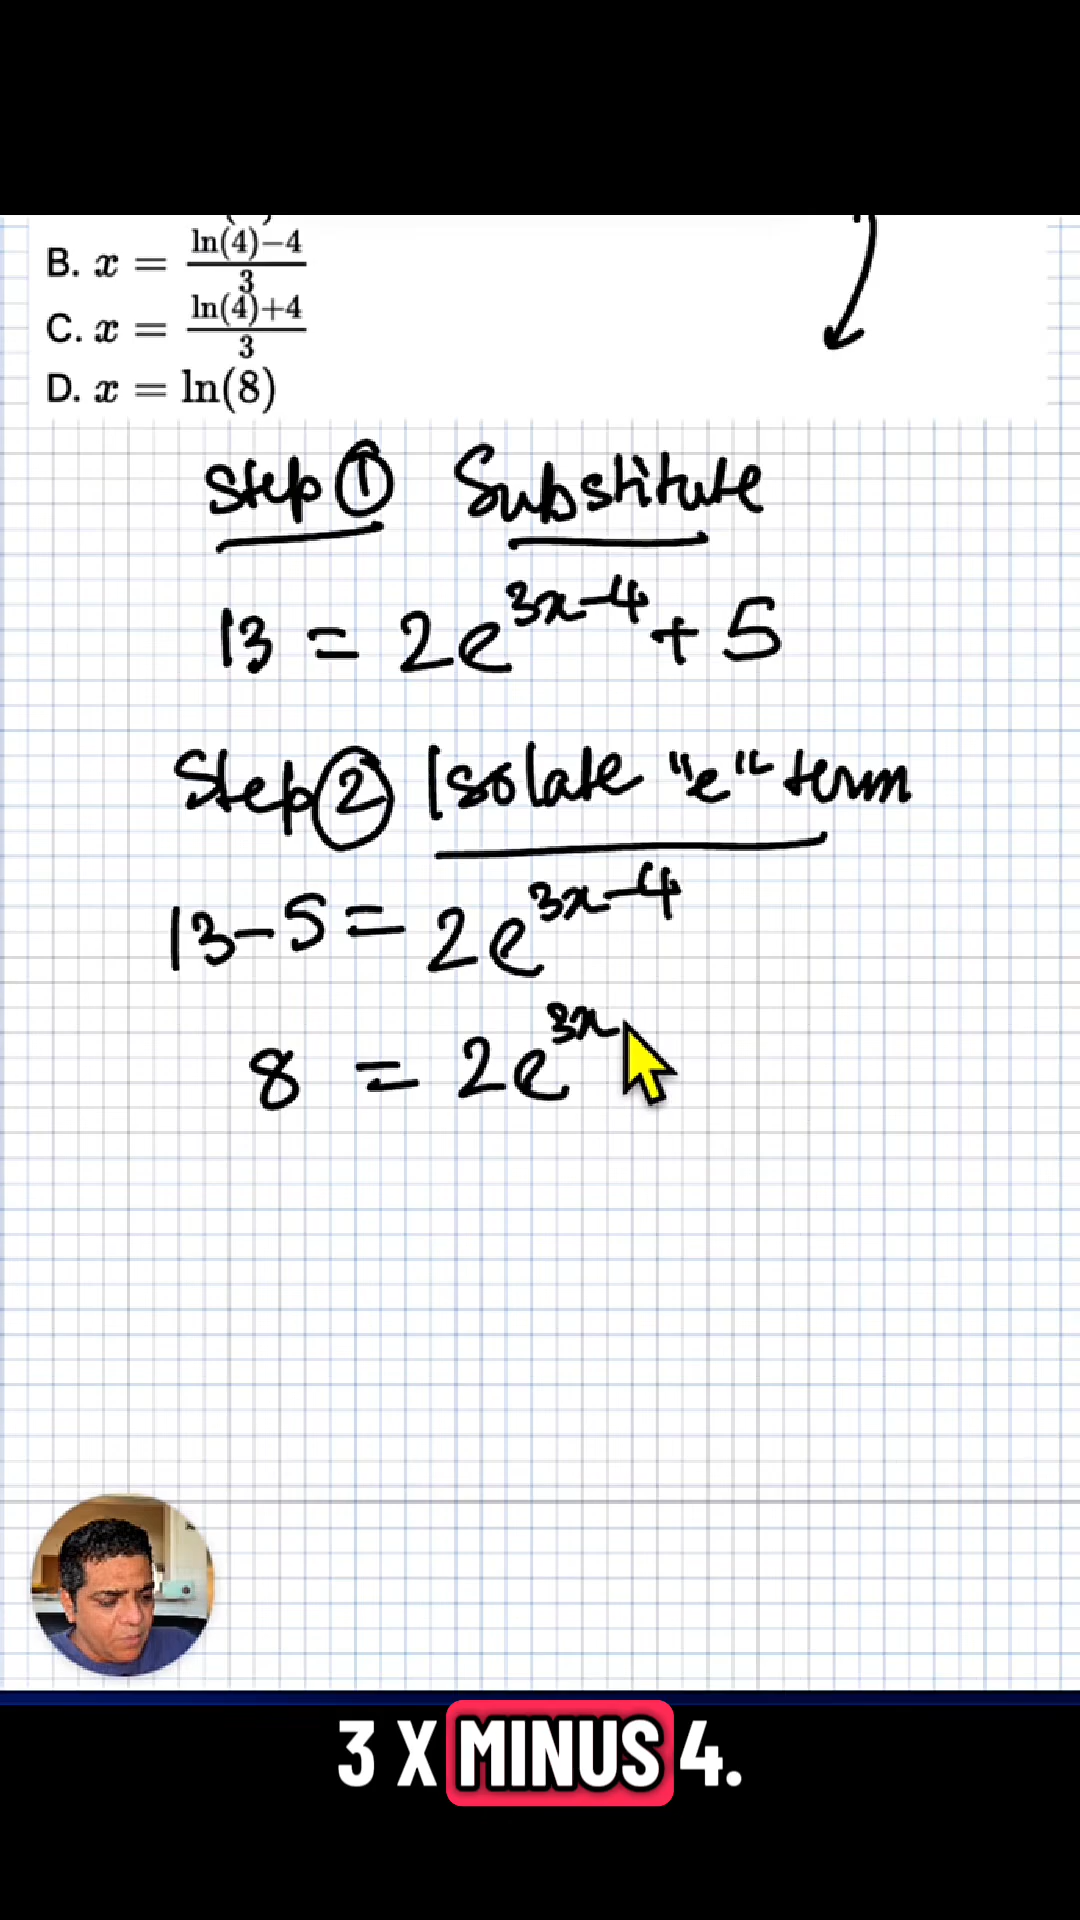 B. x = ln(4)−4 / 3
C. x = ln(4)+4 / 3
D. x = ln(8)
Step ① Substitute
13 = 2e^{3x-4} + 5
Step ② Isolate "e" term
13 - 5 = 2e^{3x-4}
8 = 2e^{3x}
3 X MINUS 4.